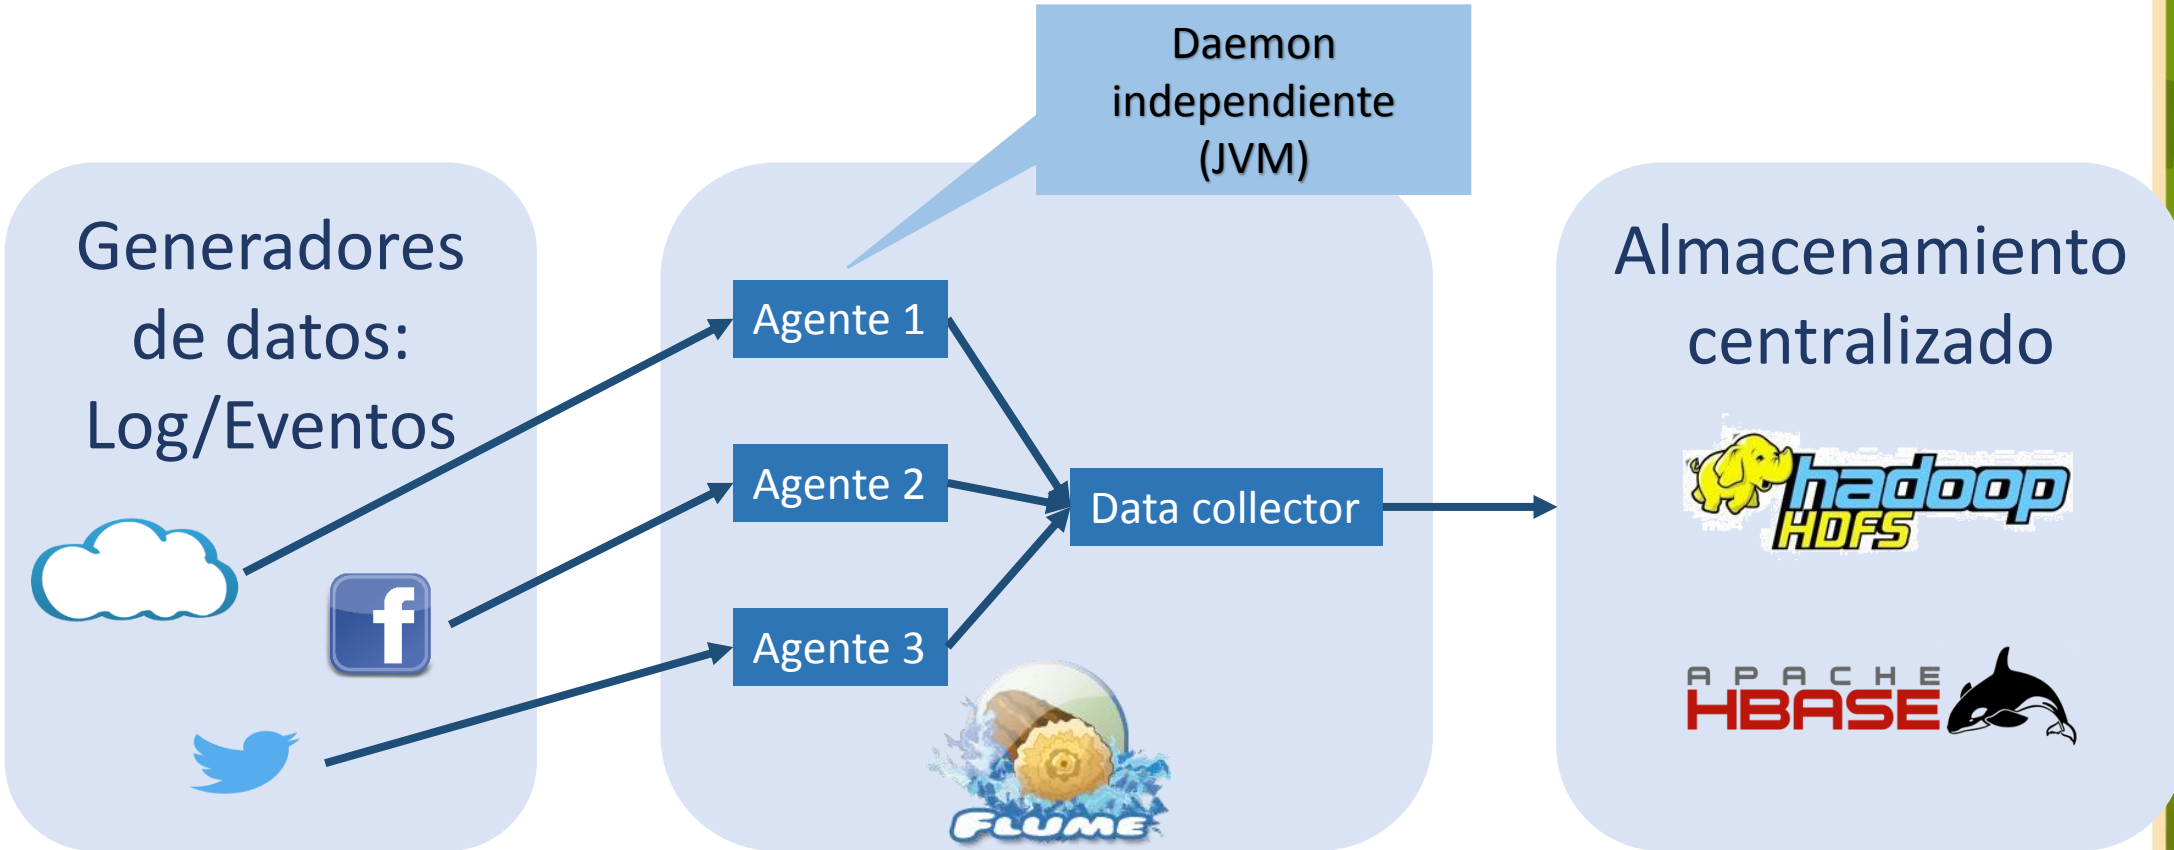 Daemon
independiente
(JVM)
Generadores
de datos:
Log/Eventos
f
Agente 1
Agente 2
Agente 3
Data collector
FLUME
Almacenamiento
centralizado
hadoop
HDFS
APACHE
HBASE